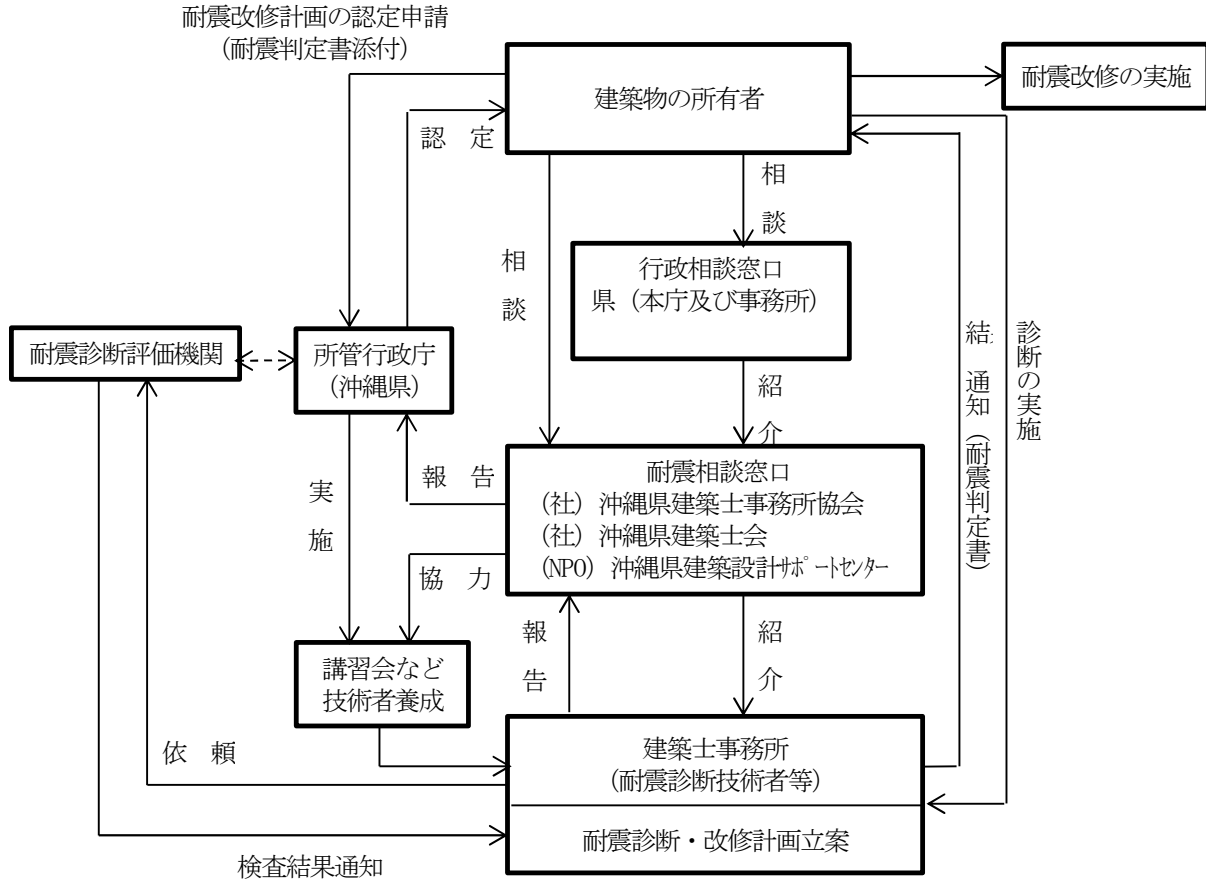 耐震改修計画の認定申請
（耐震判定書添付）
建築物の所有者
耐震改修の実施
認　定
相談
相談
行政相談窓口
県（本庁及び事務所）
耐震診断評価機関
所管行政庁
（沖縄県）
紹介
結　通知（耐震判定書）
診断の実施
実施
報　告
耐震相談窓口
（社）沖縄県建築士事務所協会
（社）沖縄県建築士会
（NPO）沖縄県建築設計ｻﾎﾟｰﾄｾﾝﾀｰ
協　力
報告
紹介
講習会など
技術者養成
依　頼
建築士事務所
（耐震診断技術者等）
耐震診断・改修計画立案
検査結果通知